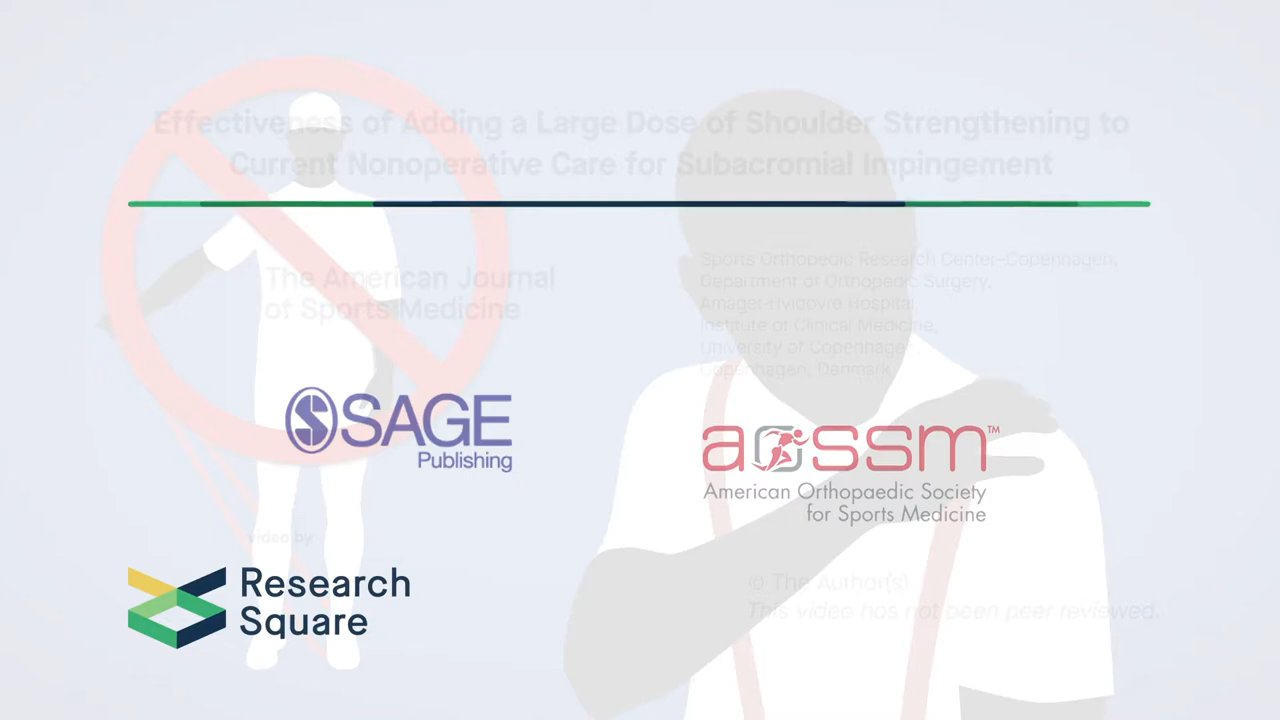 Effectiveness of Adding a Large Dose of Shoulder Strengthening to
Current Nonoperative Care for Subacromial Impingement
The American Journal
of Sports Medicine
Sports Orthopedic Research Center–Copenhagen,
Department of Orthopedic Surgery,
Amager-Hvidovre Hospital,
Institute of Clinical Medicine,
University of Copenhagen,
Copenhagen, Denmark
SAGE
Publishing
aossm™
American Orthopaedic Society
for Sports Medicine
video by
Research
Square
The Author(s)
This video has not been peer reviewed.